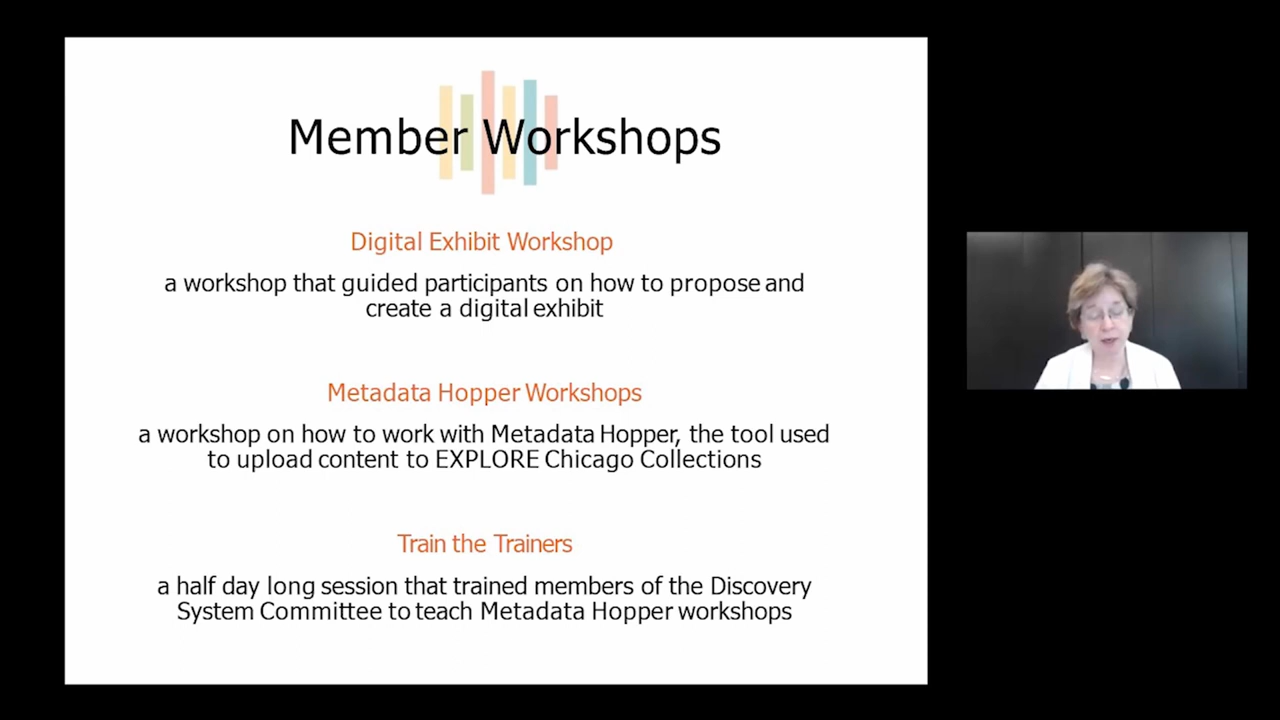 Member Workshops
Digital Exhibit Workshop
a workshop that guided participants on how to propose and
create a digital exhibit
Metadata Hopper Workshops
a workshop on how to work with Metadata Hopper, the tool used
to upload content to EXPLORE Chicago Collections
Train the Trainers
a half day long session that trained members of the Discovery
System Committee to teach Metadata Hopper workshops